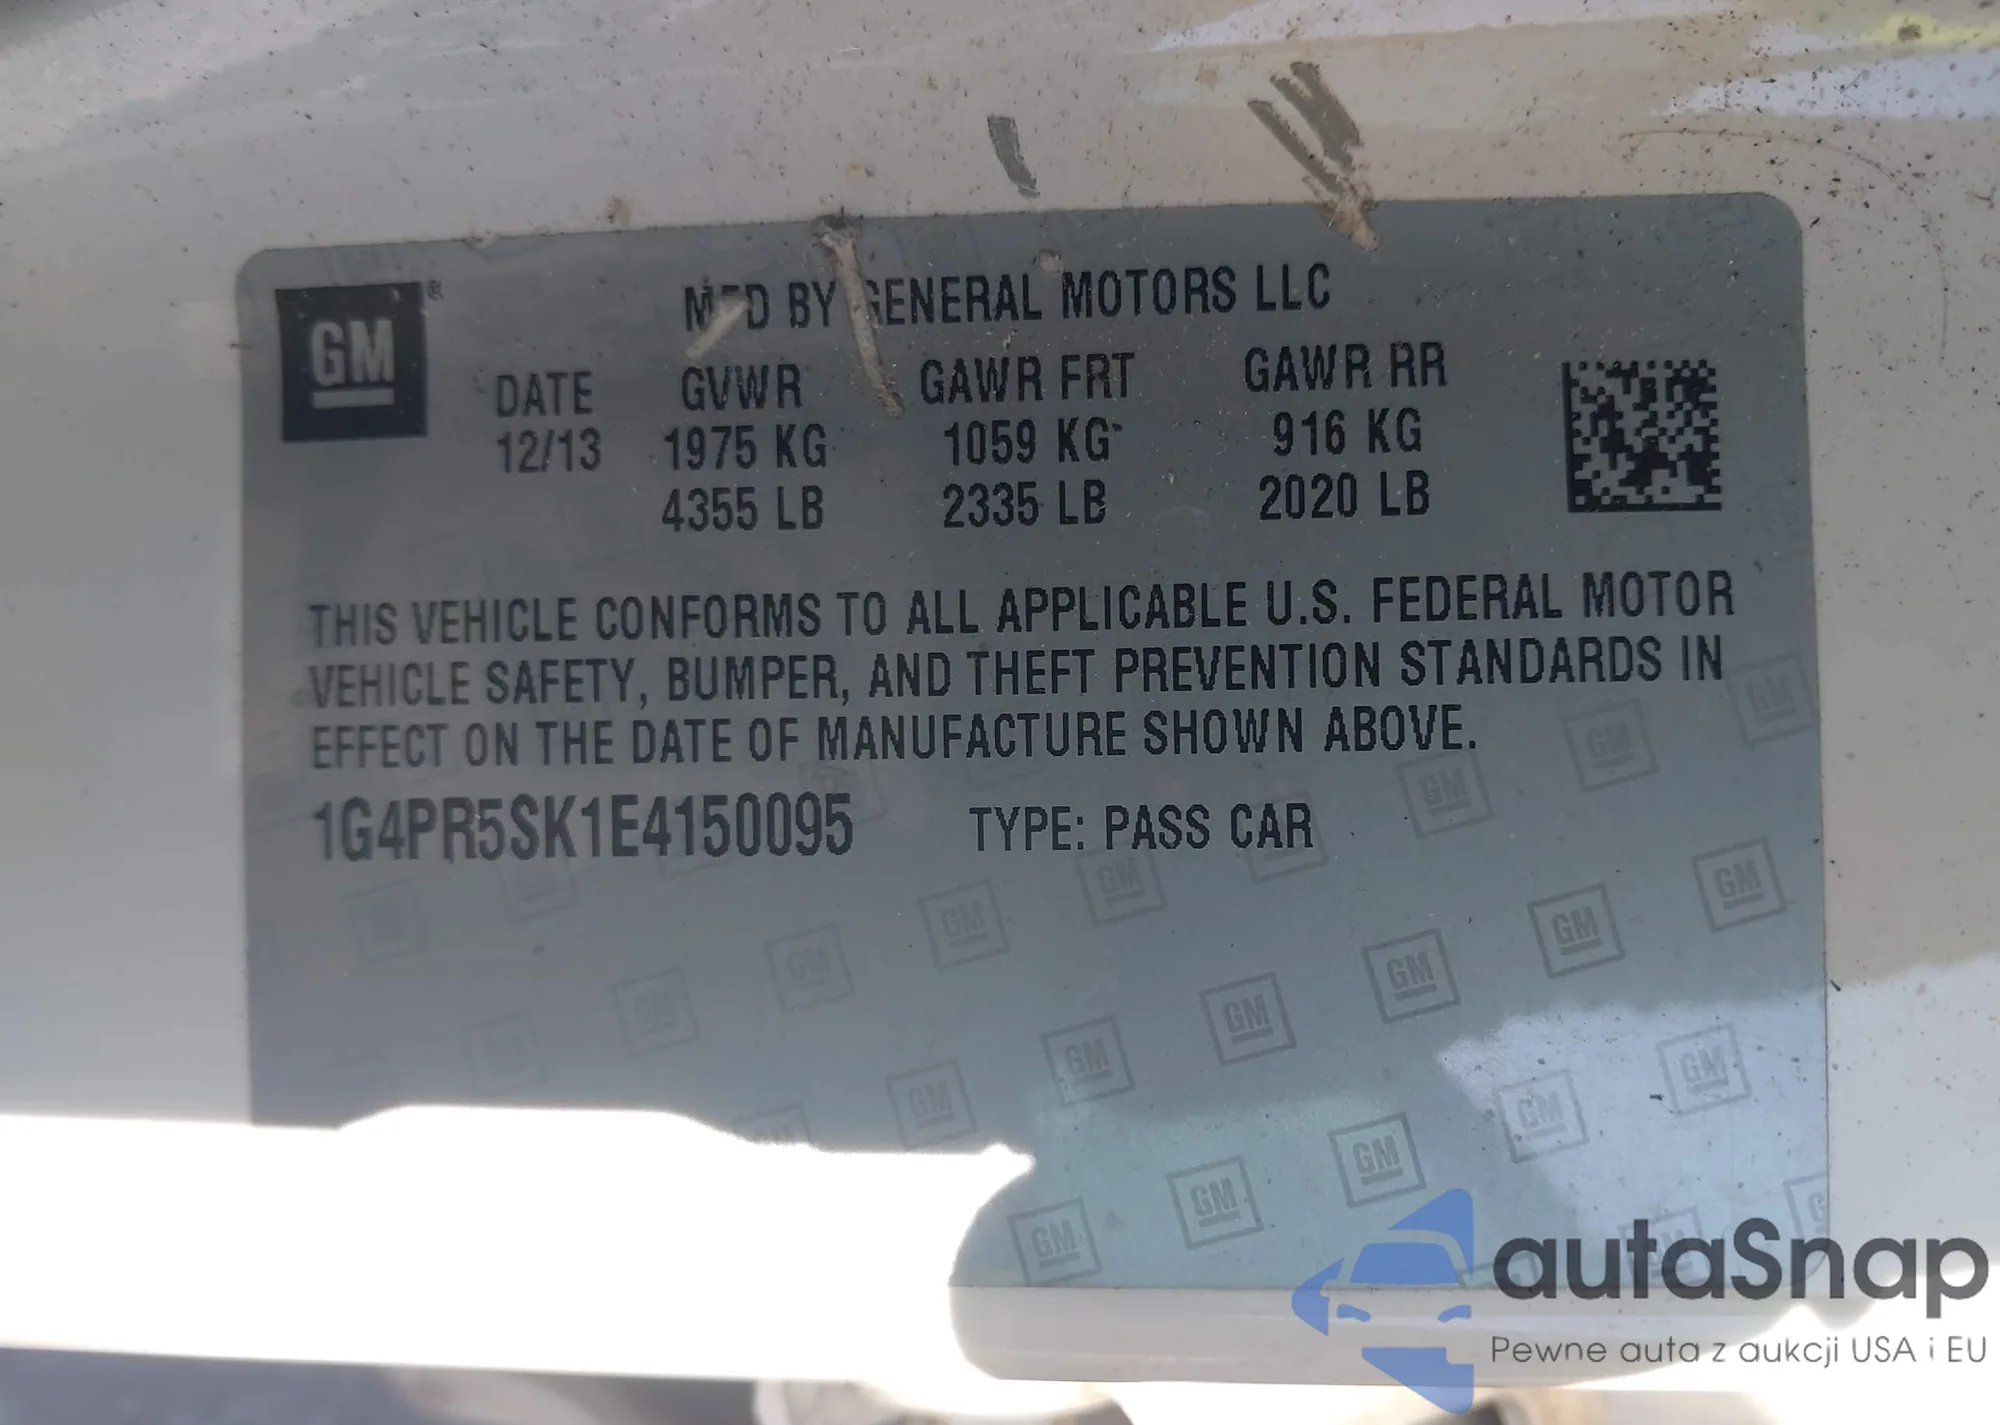 GM
MFD BY GENERAL MOTORS LLC
DATE GVWR GAWR FRT GAWR RR
12/13 1975 KG 1059 KG 916 KG
4355 LB 2335 LB 2020 LB
THIS VEHICLE CONFORMS TO ALL APPLICABLE U.S. FEDERAL MOTOR
VEHICLE SAFETY, BUMPER, AND THEFT PREVENTION STANDARDS IN
EFFECT ON THE DATE OF MANUFACTURE SHOWN ABOVE.
1G4PR5SK1E4150095 TYPE: PASS CAR
autaSnap
Pewne auta z aukcji USA i EU